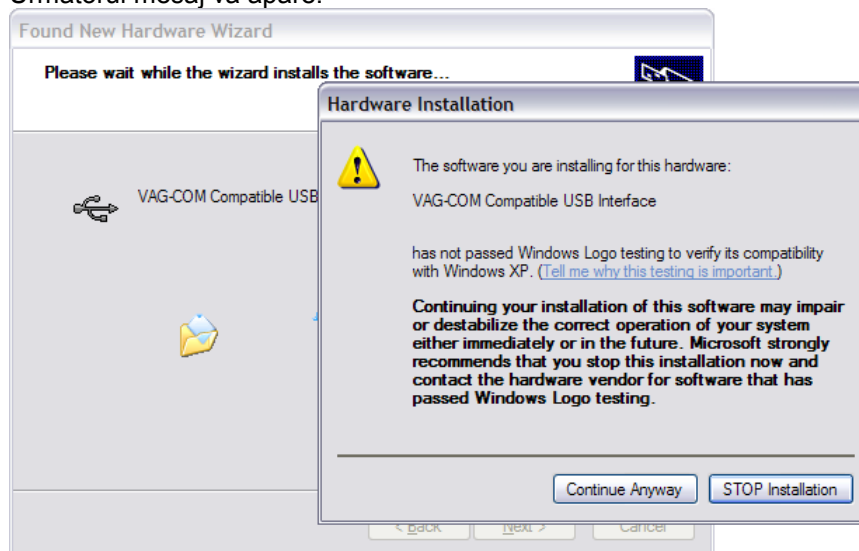 Următorul mesaj va apare:
Found New Hardware Wizard
Please wait while the wizard installs the software...
Hardware Installation
The software you are installing for this hardware:
VAG-COM Compatible USB
VAG-COM Compatible USB Interface
has not passed Windows Logo testing to verify its compatibility
with Windows XP. (Tell me why this testing is important.)
Continuing your installation of this software may impair
or destabilize the correct operation of your system
either immediately or in the future. Microsoft strongly
recommends that you stop this installation now and
contact the hardware vendor for software that has
passed Windows Logo testing.
Continue Anyway
STOP Installation
< Back
Next >
Cancel